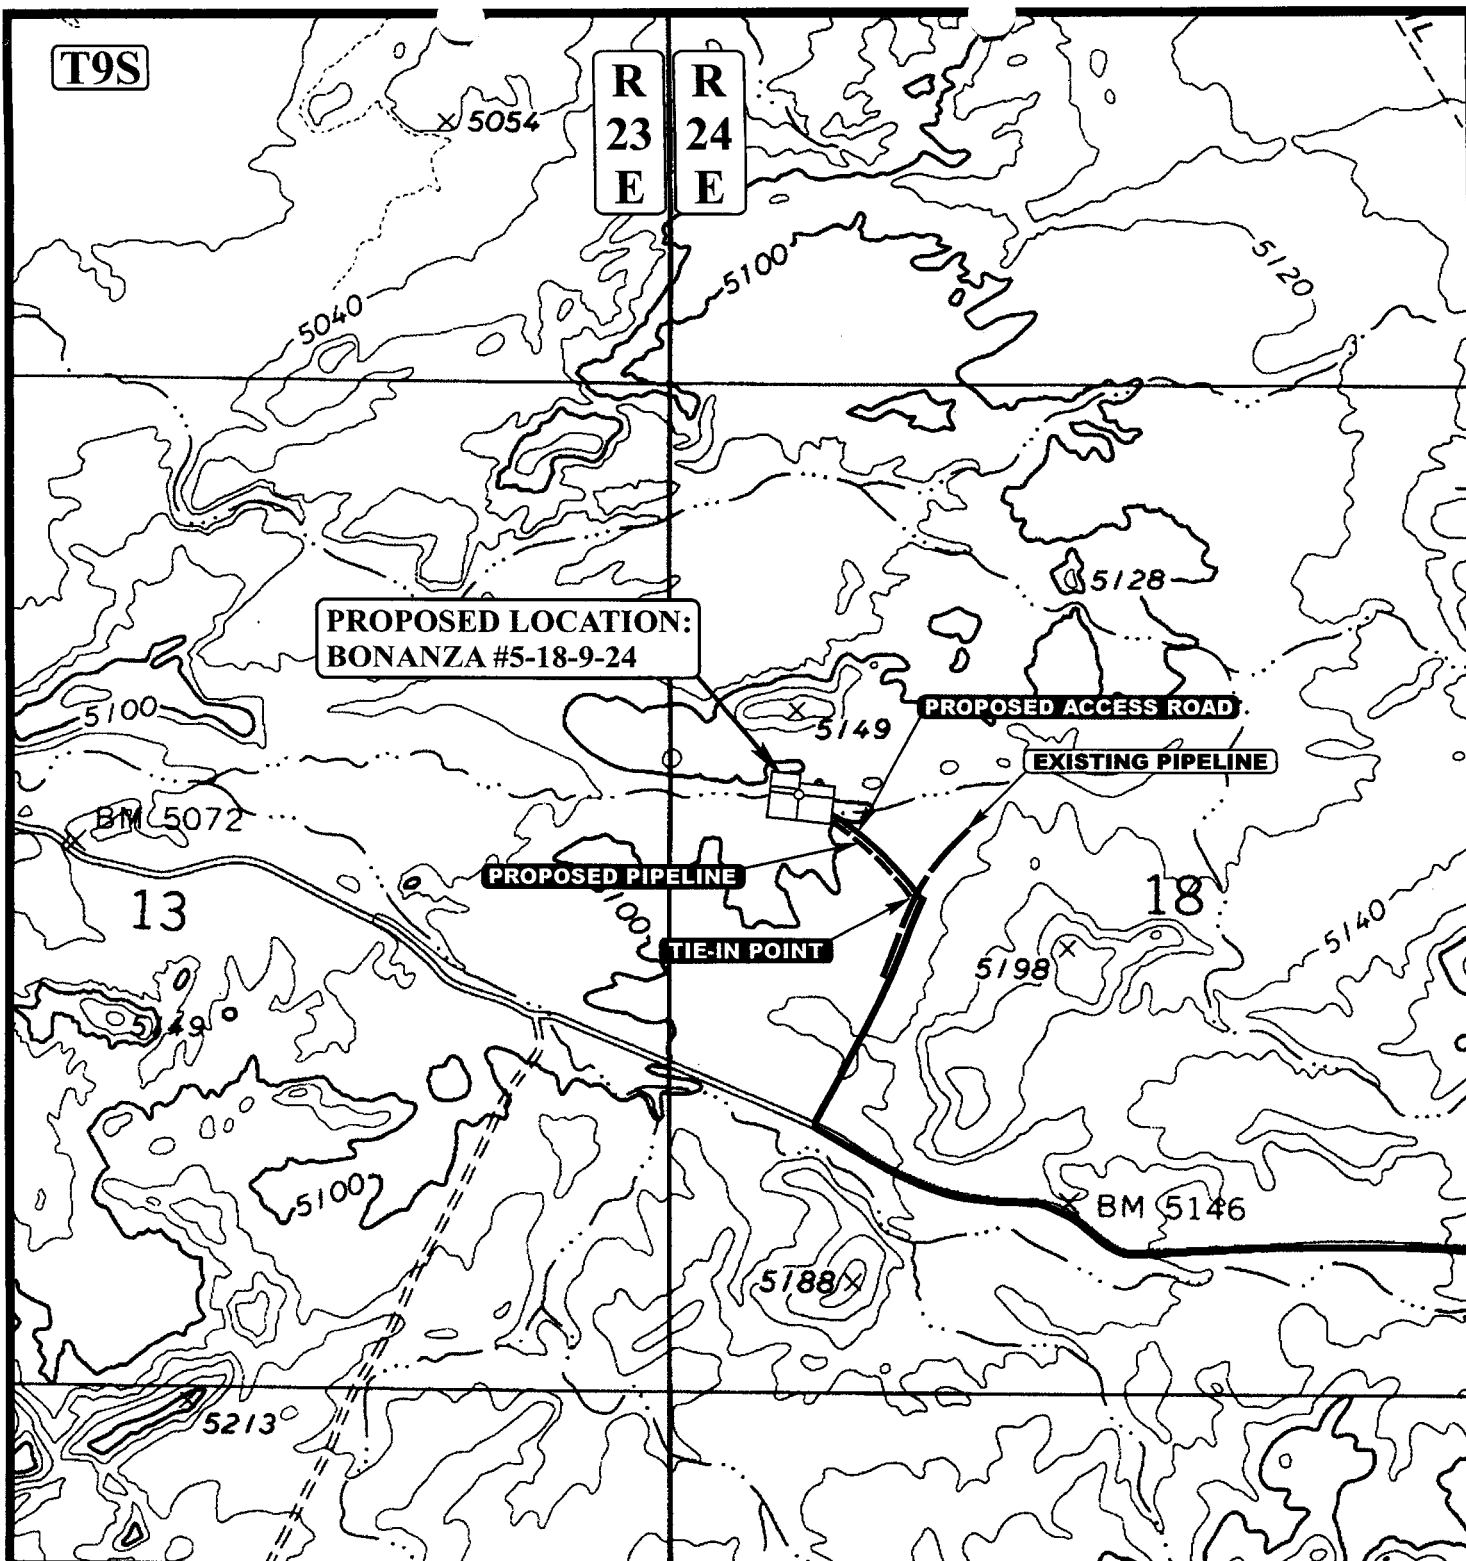 T9S
R
23
E
R
24
E
5054
5100
5120
5040
5128
PROPOSED LOCATION:
BONANZA #5-18-9-24
5100
5149
PROPOSED ACCESS ROAD
EXISTING PIPELINE
BM 5072
PROPOSED PIPELINE
13
18
5100
5140
TIE-IN POINT
5198
5149
5100
BM 5146
5188
5213